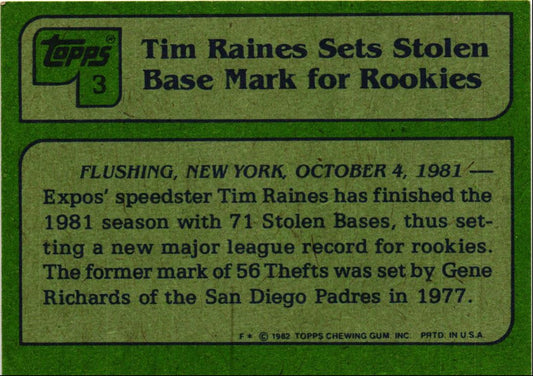 topps®
3
Tim Raines Sets Stolen
Base Mark for Rookies
FLUSHING, NEW YORK, OCTOBER 4, 1981 —
Expos' speedster Tim Raines has finished the
1981 season with 71 Stolen Bases, thus set-
ting a new major league record for rookies.
The former mark of 56 Thefts was set by Gene
Richards of the San Diego Padres in 1977.
F* © 1982 TOPPS CHEWING GUM, INC. PRTD. IN U.S.A.